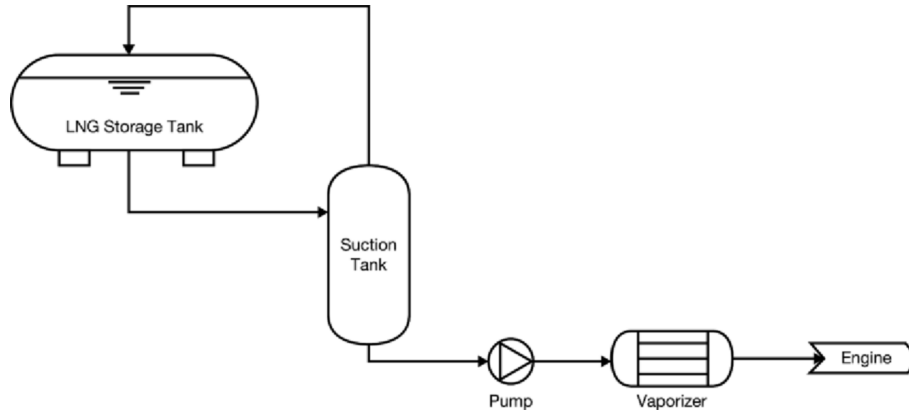 LNG Storage Tank
Suction
Tank
Pump
Vaporizer
Engine